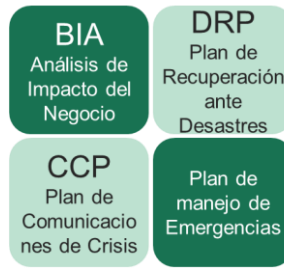 BIA
Análisis de
Impacto del
Negocio
DRP
Plan de
Recuperación
ante
Desastres
CCP
Plan de
Comunicacio
nes de Crisis
Plan de
manejo de
Emergencias